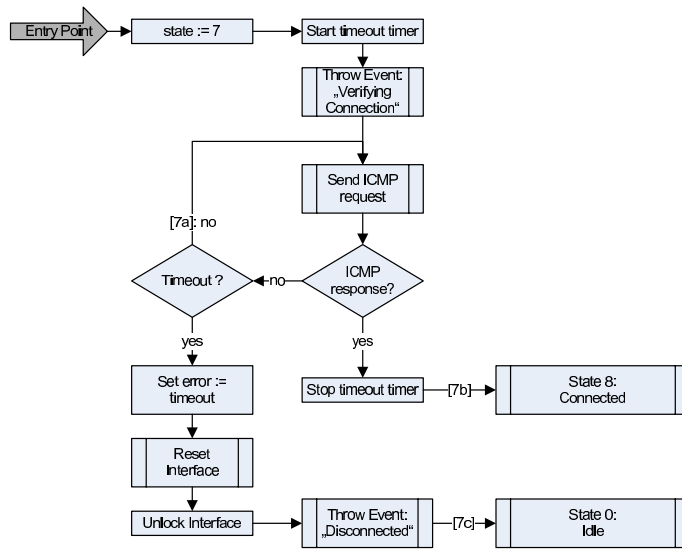 Entry Point
state := 7
Start timeout timer
Throw Event:
„Verifying
Connection“
Send ICMP
request
[7a]: no
Timeout ?
no
ICMP
response?
yes
yes
Set error :=
timeout
Stop timeout timer
[7b]
State 8:
Connected
Reset
Interface
Unlock Interface
Throw Event:
„Disconnected“
[7c]
State 0:
Idle